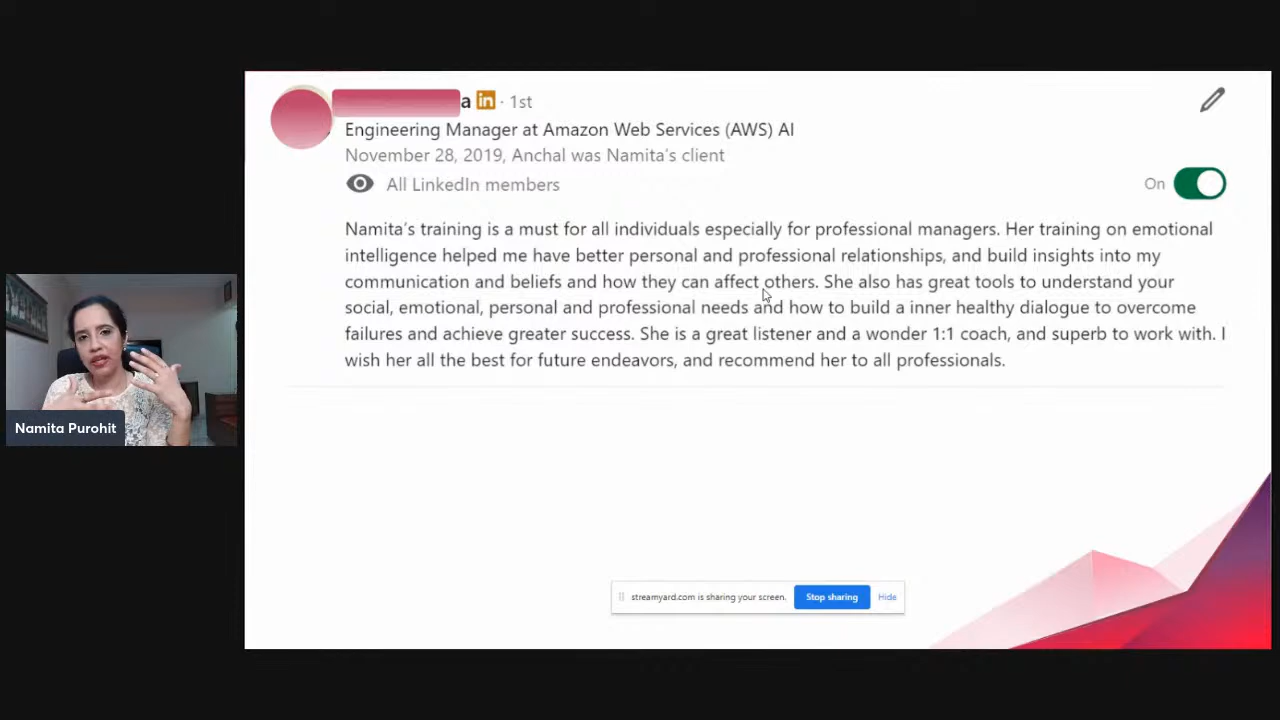 a in · 1st
Engineering Manager at Amazon Web Services (AWS) AI
November 28, 2019, Anchal was Namita's client
All LinkedIn members
On
Namita's training is a must for all individuals especially for professional managers. Her training on emotional
intelligence helped me have better personal and professional relationships, and build insights into my
communication and beliefs and how they can affect others. She also has great tools to understand your
social, emotional, personal and professional needs and how to build a inner healthy dialogue to overcome
failures and achieve greater success. She is a great listener and a wonder 1:1 coach, and superb to work with. I
wish her all the best for future endeavors, and recommend her to all professionals.
Namita Purohit
streamyard.com is sharing your screen. Stop sharing Hide